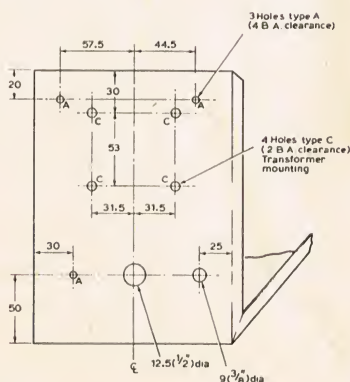 3 Holes type A
(4 B A. clearance)
57.5
44.5
20
30
A
A
C
C
53
4 Holes type C
(2 B A. clearance)
Transformer
mounting
C
C
31.5
31.5
30
25
A
50
12.5(1/2")dia
9(3/8")dia
℄